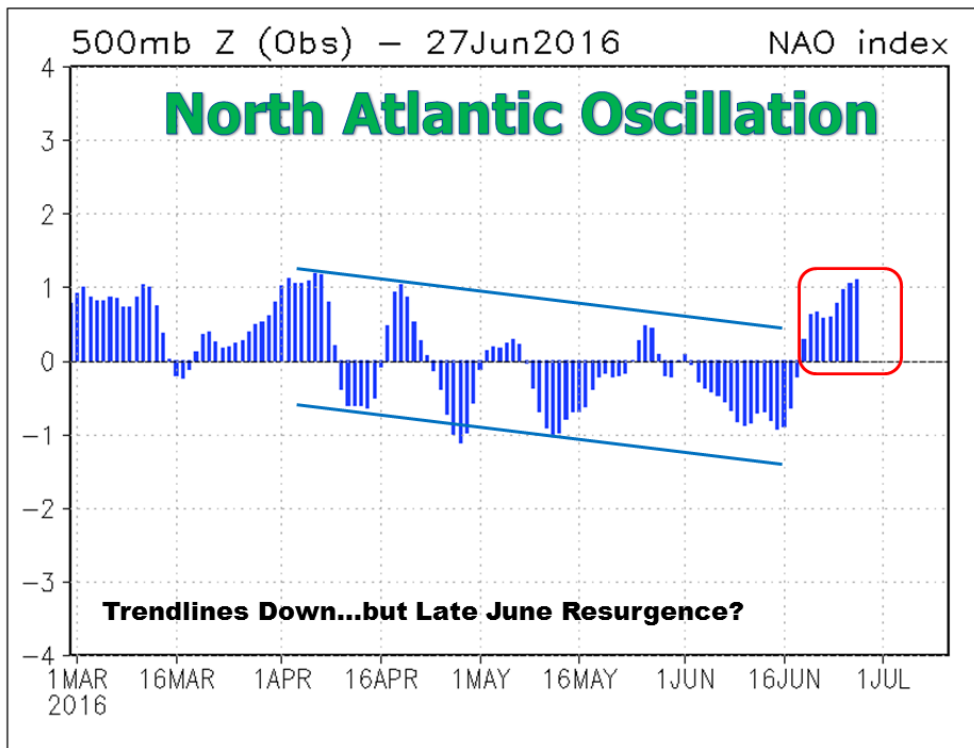 500mb Z (Obs) – 27Jun2016 NAO index
North Atlantic Oscillation
4
3
2
1
0
−1
−2
−3
−4
Trendlines Down...but Late June Resurgence?
1MAR 16MAR 1APR 16APR 1MAY 16MAY 1JUN 16JUN 1JUL
2016